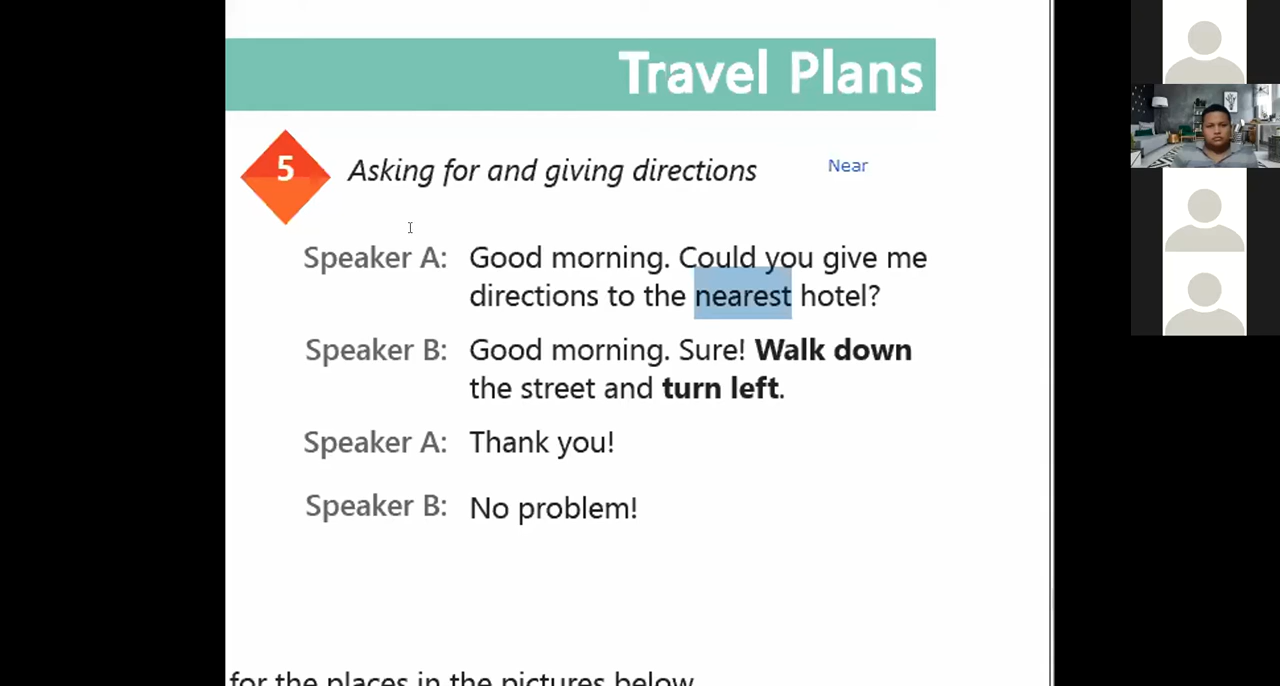 Travel Plans
5 Asking for and giving directions Near
Speaker A: Good morning. Could you give me
directions to the nearest hotel?
Speaker B: Good morning. Sure! Walk down
the street and turn left.
Speaker A: Thank you!
Speaker B: No problem!
for the places in the pictures below